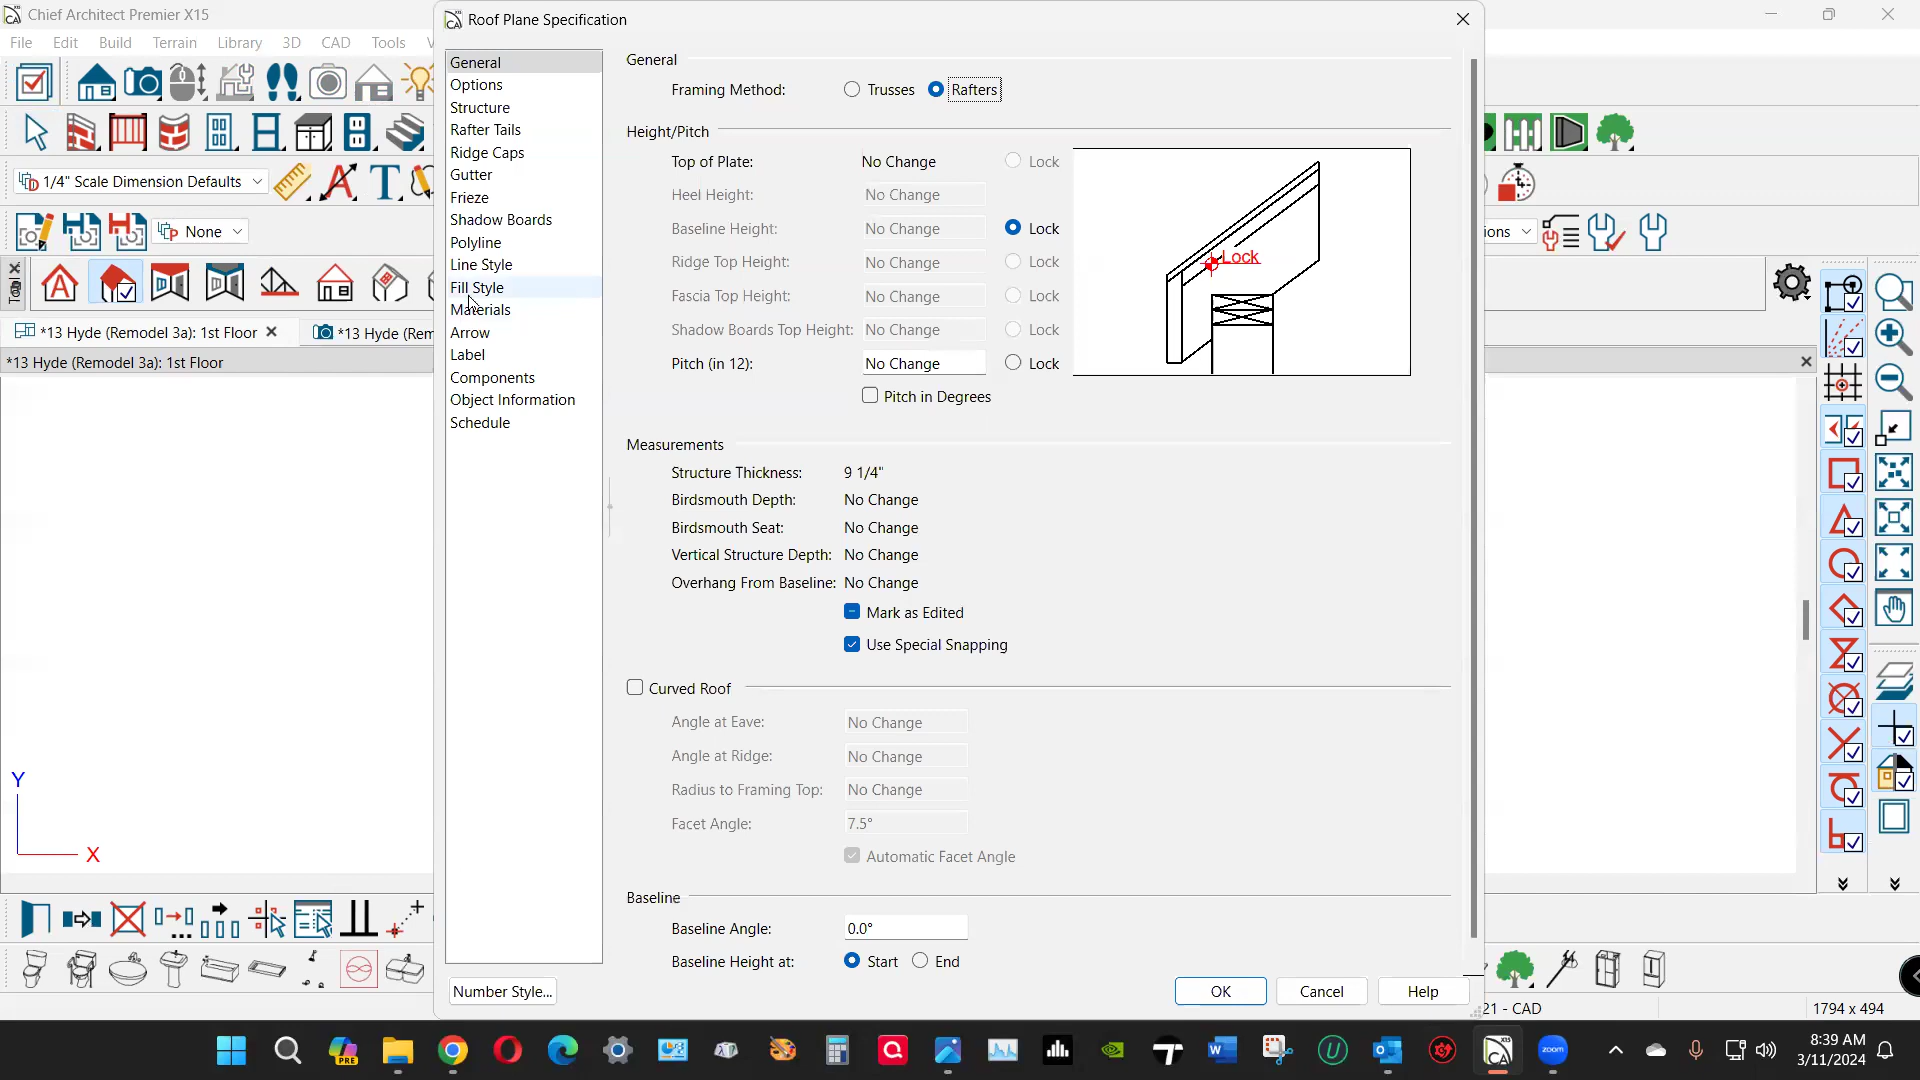 Chief Architect Premier X15
File Edit Build Terrain Library 3D CAD Tools
1/4" Scale Dimension Defaults
None
*13 Hyde (Remodel 3a): 1st Floor
*13 Hyde (Rem
*13 Hyde (Remodel 3a): 1st Floor
Y
X
Roof Plane Specification
General
Options
Structure
Rafter Tails
Ridge Caps
Gutter
Frieze
Shadow Boards
Polyline
Line Style
Fill Style
Materials
Arrow
Label
Components
Object Information
Schedule
Number Style...
General
Framing Method: Trusses Rafters
Height/Pitch
Top of Plate: No Change Lock
Heel Height: No Change
Baseline Height: No Change Lock
Ridge Top Height: No Change Lock
Fascia Top Height: No Change Lock
Shadow Boards Top Height: No Change Lock
Pitch (in 12): No Change Lock
Pitch in Degrees
Lock
Measurements
Structure Thickness: 9 1/4"
Birdsmouth Depth: No Change
Birdsmouth Seat: No Change
Vertical Structure Depth: No Change
Overhang From Baseline: No Change
Mark as Edited
Use Special Snapping
Curved Roof
Angle at Eave: No Change
Angle at Ridge: No Change
Radius to Framing Top: No Change
Facet Angle: 7.5°
Automatic Facet Angle
Baseline
Baseline Angle: 0.0°
Baseline Height at: Start End
OK Cancel Help
ions
21 - CAD
1794 x 494
PRE
zoom
8:39 AM
3/11/2024